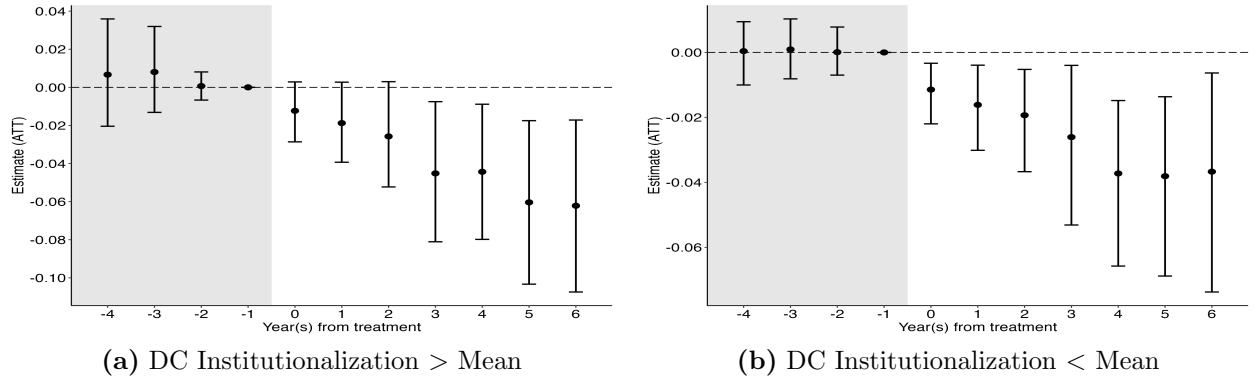 0.04
0.02
0.00
-0.02
-0.04
-0.06
-0.08
-0.10
Estimate (ATT)
-4 -3 -2 -1 0 1 2 3 4 5 6
Year(s) from treatment
(a) DC Institutionalization > Mean
0.00
-0.02
-0.04
-0.06
Estimate (ATT)
-4 -3 -2 -1 0 1 2 3 4 5 6
Year(s) from treatment
(b) DC Institutionalization < Mean